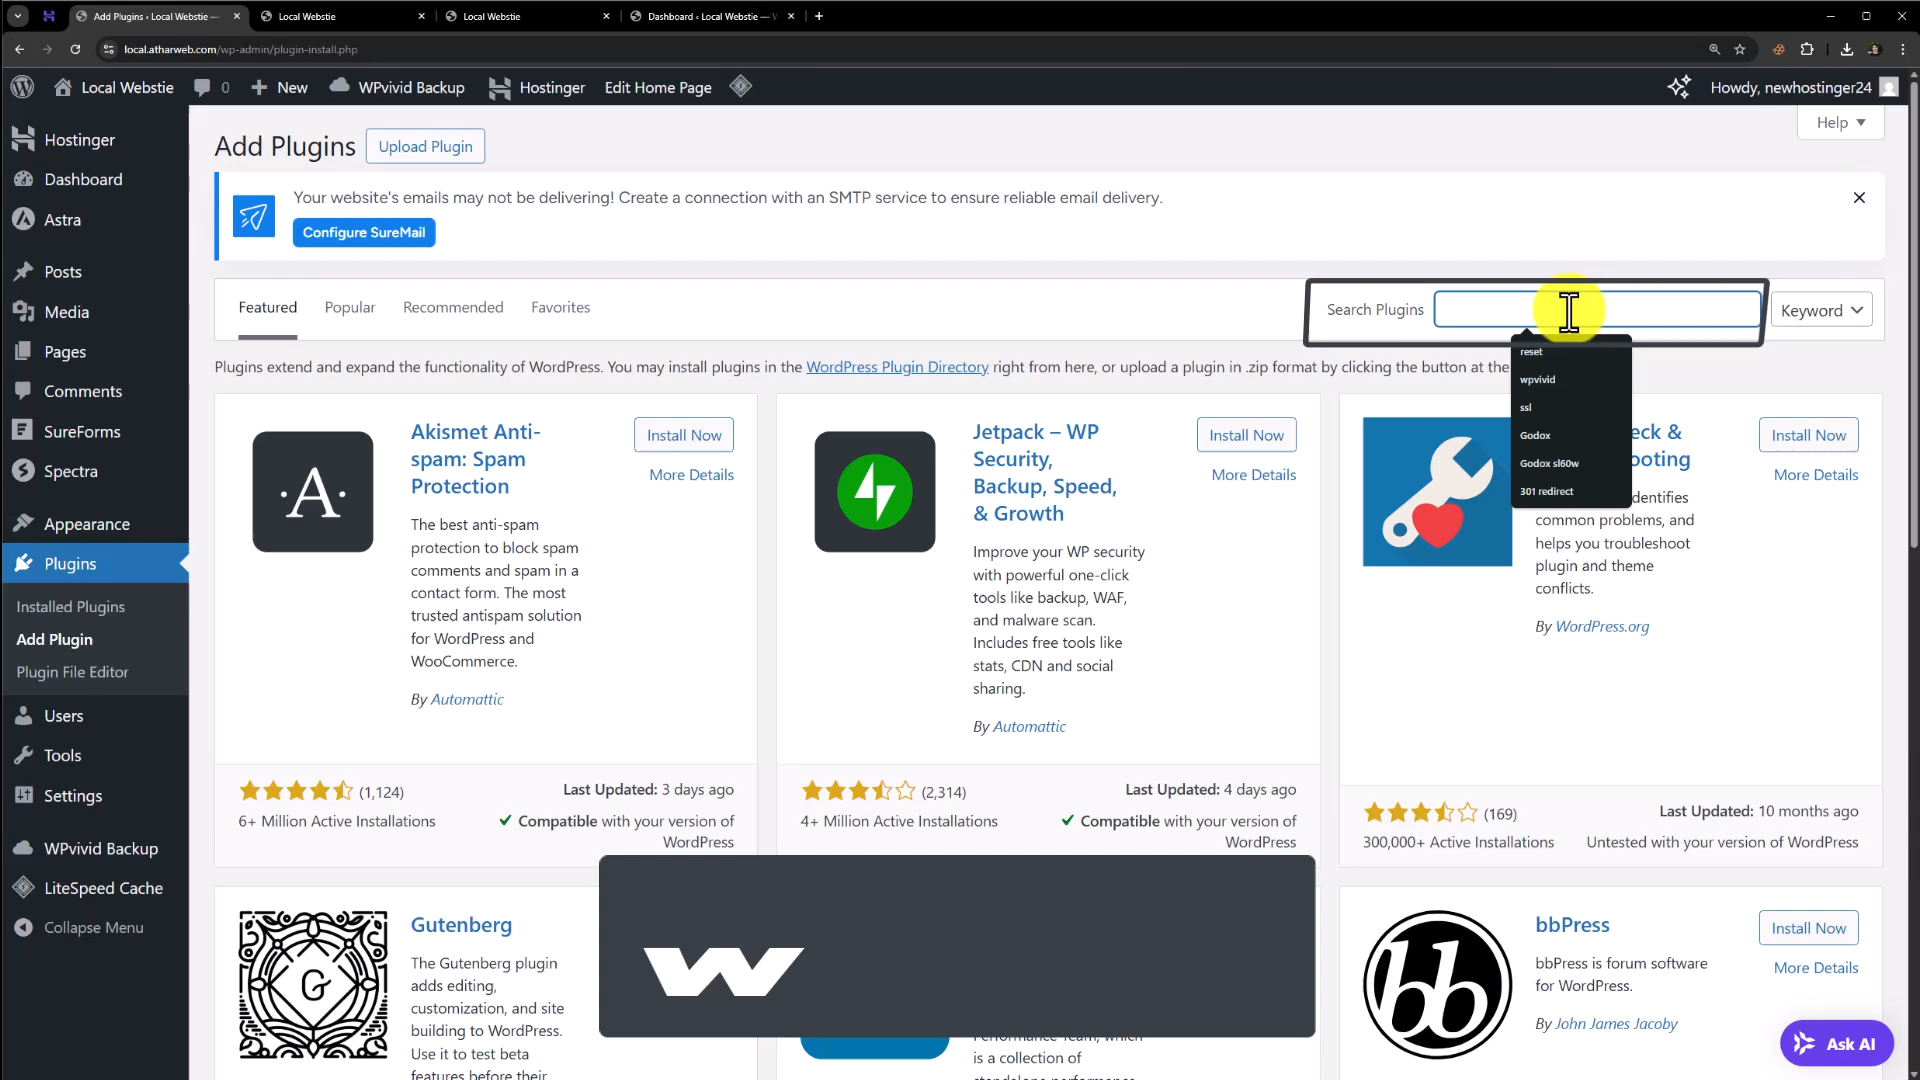 Add Plugins ‹ Local Webstie —
Local Webstie
Local Webstie
Dashboard ‹ Local Webstie — W
local.atharweb.com/wp-admin/plugin-install.php
Local Webstie
0
New
WPvivid Backup
Hostinger
Edit Home Page
Howdy, newhostinger24
Hostinger
Dashboard
Astra
Posts
Media
Pages
Comments
SureForms
Spectra
Appearance
Plugins
Installed Plugins
Add Plugin
Plugin File Editor
Users
Tools
Settings
WPvivid Backup
LiteSpeed Cache
Collapse Menu
Help
Add Plugins
Upload Plugin
Your website's emails may not be delivering! Create a connection with an SMTP service to ensure reliable email delivery.
Configure SureMail
Featured
Popular
Recommended
Favorites
Search Plugins
Keyword
reset
wpvivid
ssl
Godox
Godox sl60w
301 redirect
Plugins extend and expand the functionality of WordPress. You may install plugins in the WordPress Plugin Directory right from here, or upload a plugin in .zip format by clicking the button at the
·A·
Akismet Anti-
spam: Spam
Protection
Install Now
More Details
The best anti-spam
protection to block spam
comments and spam in a
contact form. The most
trusted antispam solution
for WordPress and
WooCommerce.
By Automattic
(1,124)
6+ Million Active Installations
Last Updated: 3 days ago
Compatible with your version of
WordPress
Jetpack – WP
Security,
Backup, Speed,
& Growth
Install Now
More Details
Improve your WP security
with powerful one-click
tools like backup, WAF,
and malware scan.
Includes free tools like
stats, CDN and social
sharing.
By Automattic
(2,314)
4+ Million Active Installations
Last Updated: 4 days ago
Compatible with your version of
WordPress
eck &
ooting
Install Now
More Details
identifies
common problems, and
helps you troubleshoot
plugin and theme
conflicts.
By WordPress.org
(169)
300,000+ Active Installations
Last Updated: 10 months ago
Untested with your version of WordPress
G
Gutenberg
The Gutenberg plugin
adds editing,
customization, and site
building to WordPress.
Use it to test beta
features before their
W
is a collection of
bb
bbPress
Install Now
More Details
bbPress is forum software
for WordPress.
By John James Jacoby
Ask AI